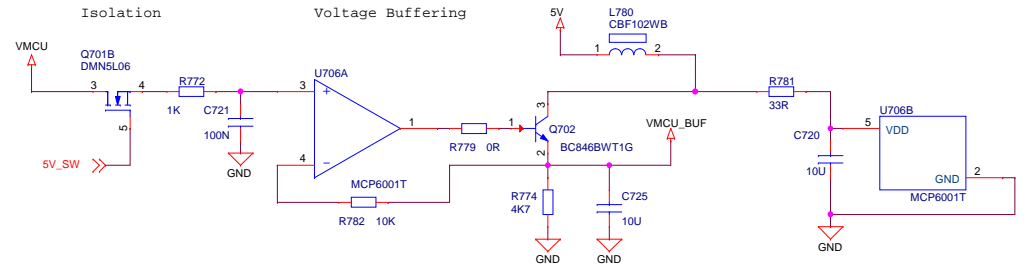 Isolation
Voltage Buffering
VMCU
Q701B
DMN5L06
3
4
5
5V_SW
R772
1K
C721
100N
GND
U706A
3
+
4
−
1
MCP6001T
R782 10K
R779 0R
1
3
2
Q702
BC846BWT1G
5V
L780
CBF102WB
1
2
VMCU_BUF
R774
4K7
GND
C725
10U
GND
R781
33R
C720
10U
GND
U706B
5
VDD
GND
2
MCP6001T